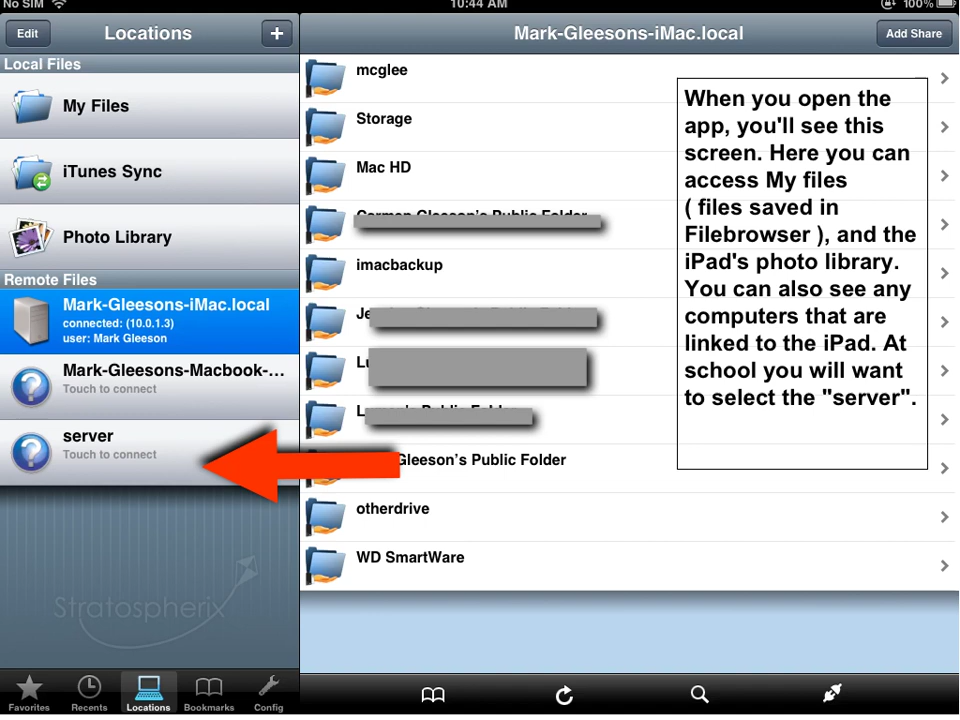 No SIM
10:44 AM
100%
Edit
Locations
+
Mark-Gleesons-iMac.local
Add Share
Local Files
My Files
iTunes Sync
Photo Library
Remote Files
Mark-Gleesons-iMac.local
connected: (10.0.1.3)
user: Mark Gleeson
Mark-Gleesons-Macbook-...
Touch to connect
server
Touch to connect
Stratospherix
Favorites
Recents
Locations
Bookmarks
Config
mcglee
Storage
Mac HD
Carmen Gleeson's Public Folder
imacbackup
Gleeson's Public Folder
otherdrive
WD SmartWare
When you open the
app, you'll see this
screen. Here you can
access My files
( files saved in
Filebrowser ), and the
iPad's photo library.
You can also see any
computers that are
linked to the iPad. At
school you will want
to select the "server".